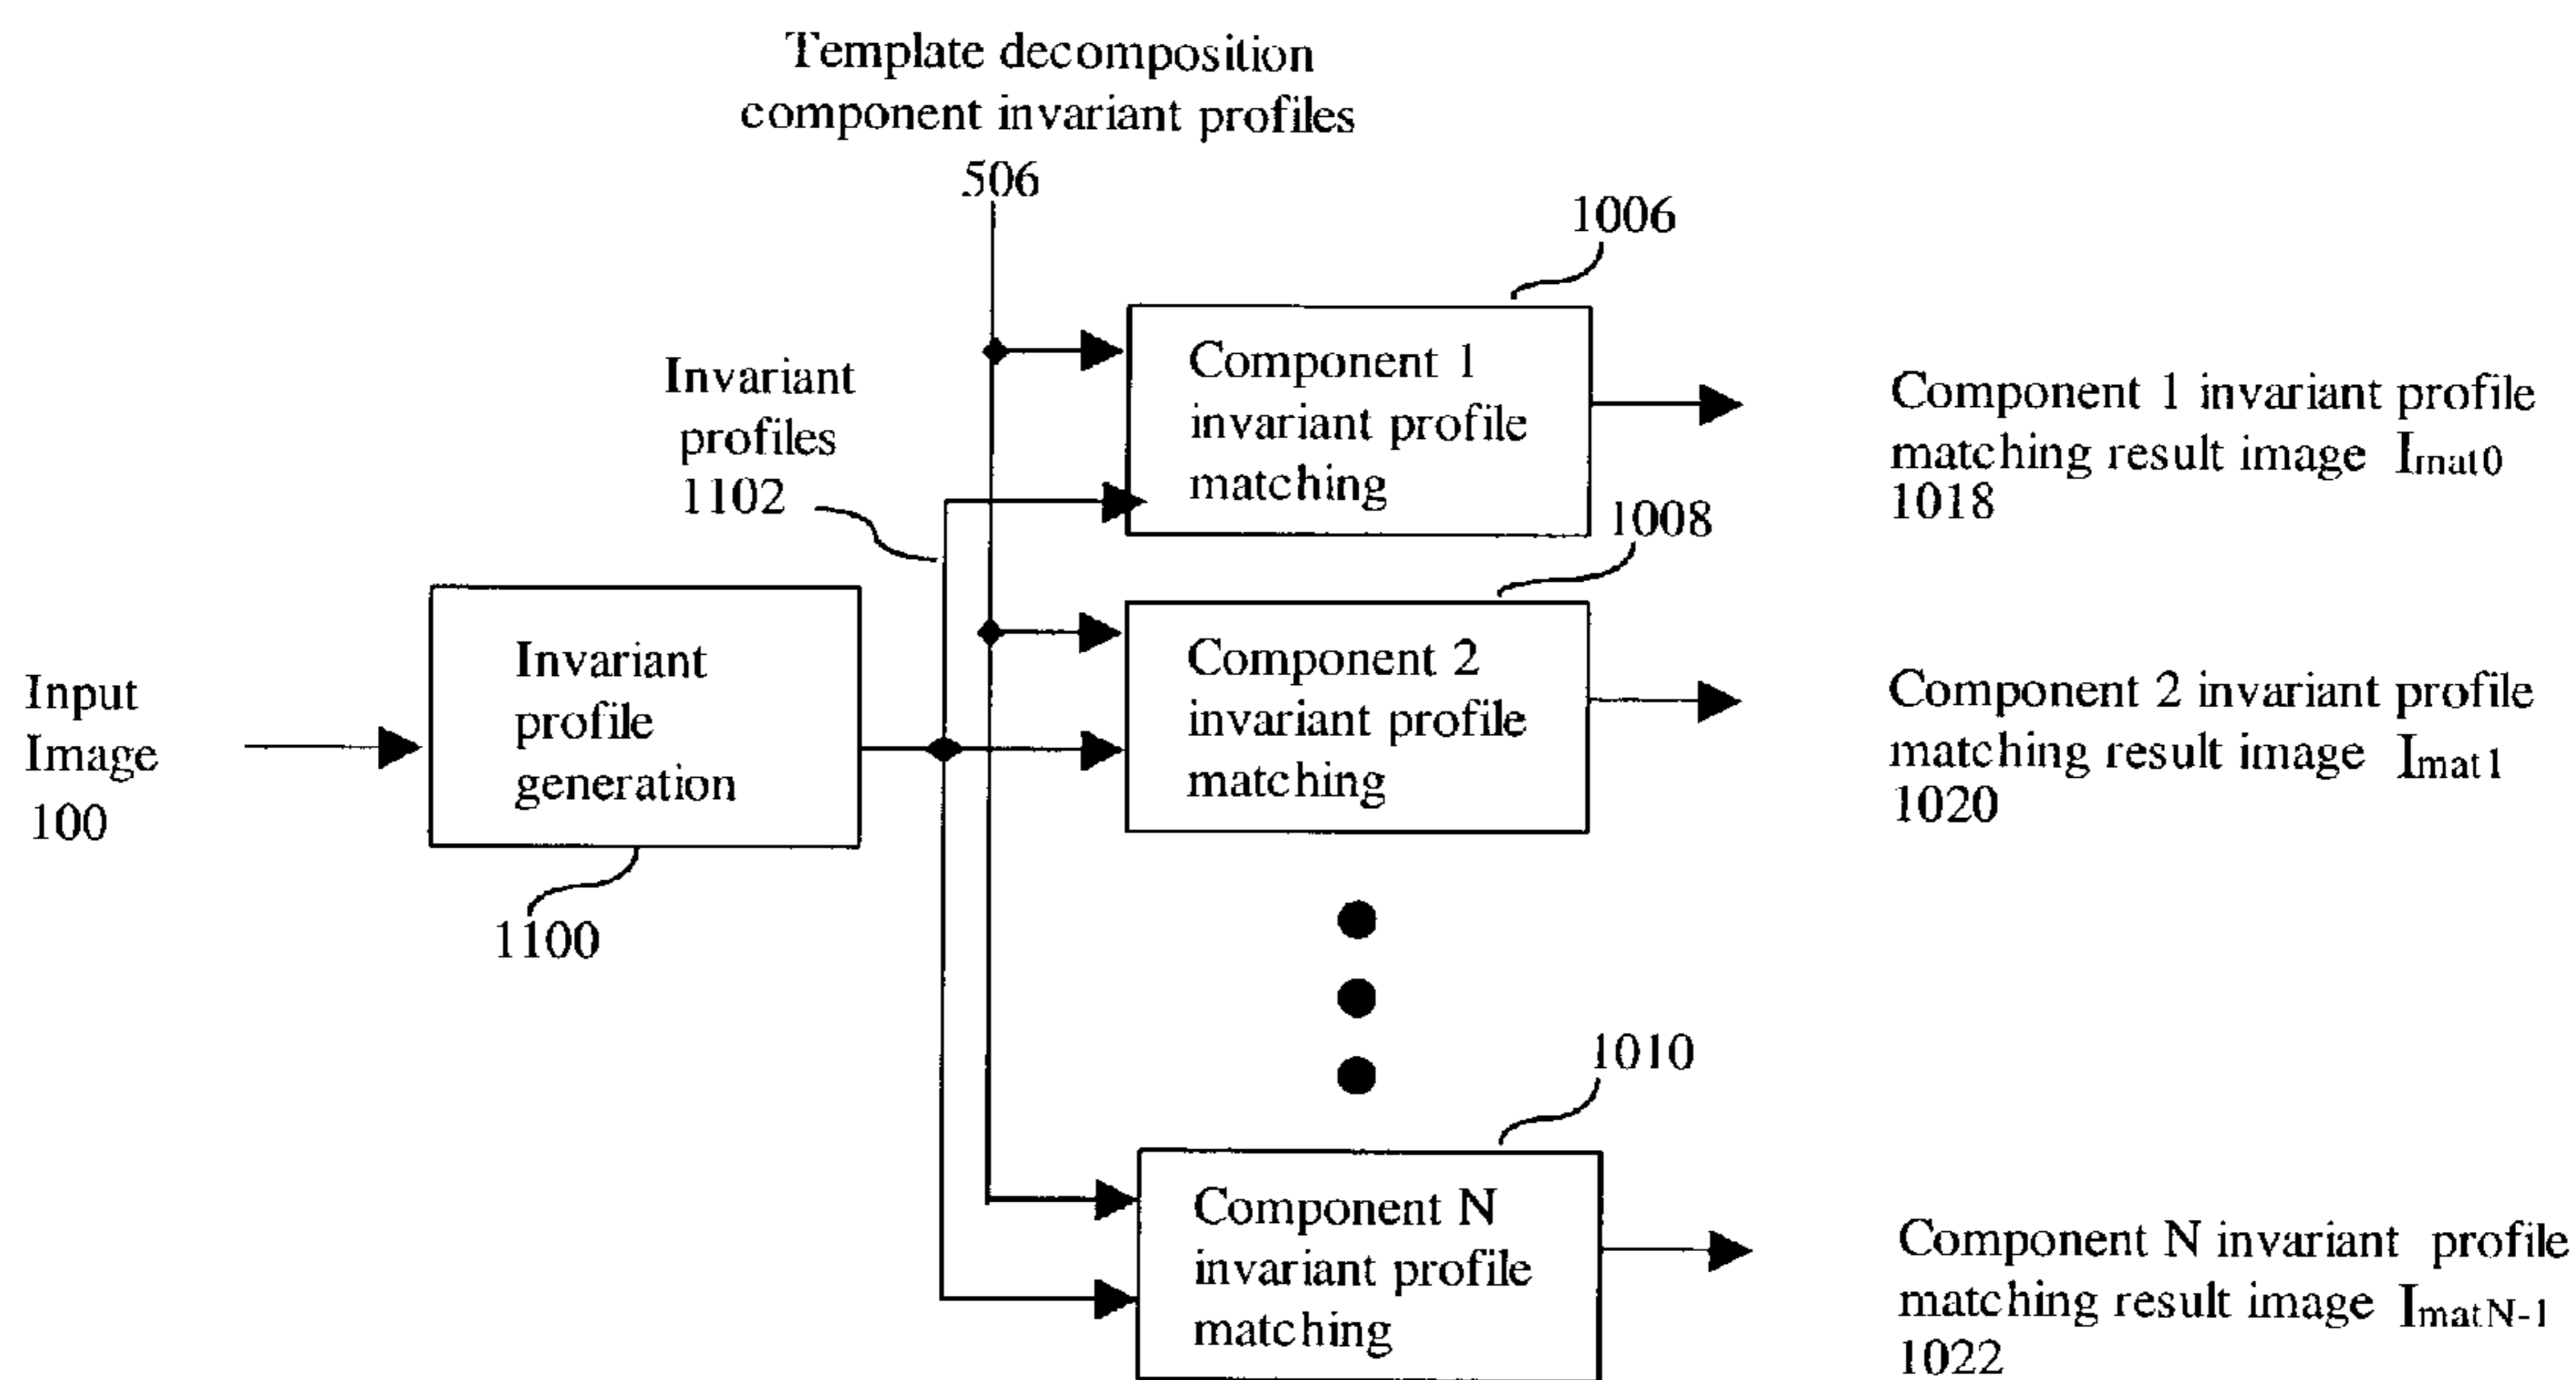 Template decomposition
component invariant profiles
506
1006
Invariant
profiles
1102
Component 1
invariant profile
matching
Component 1 invariant profile
matching result image Imat0
1018
1008
Input
Image
100
Invariant
profile
generation
1100
Component 2
invariant profile
matching
Component 2 invariant profile
matching result image Imat1
1020
1010
Component N
invariant profile
matching
Component N invariant profile
matching result image ImatN-1
1022